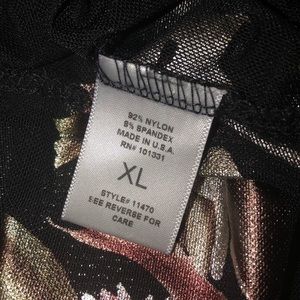 92% NYLON
8% SPANDEX
MADE IN U.S.A.
RN# 101331
XL
STYLE# 11470
SEE REVERSE FOR
CARE